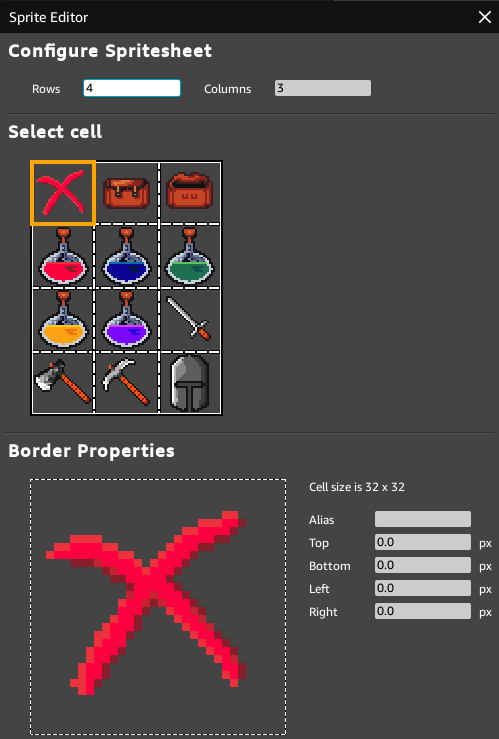 Sprite Editor
Configure Spritesheet
Rows 4 Columns 3
Select cell
Border Properties
Cell size is 32 x 32
Alias
Top 0.0 px
Bottom 0.0 px
Left 0.0 px
Right 0.0 px